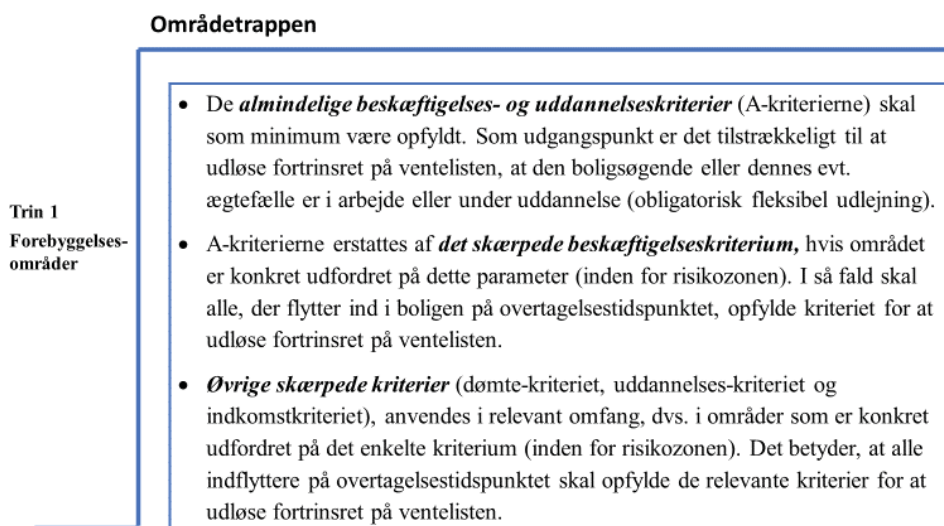 Områdetrappen
Trin 1
Forebyggelses-
områder
• De almindelige beskæftigelses- og uddannelseskriterier (A-kriterierne) skal
som minimum være opfyldt. Som udgangspunkt er det tilstrækkeligt til at
udløse fortrinsret på ventelisten, at den boligsøgende eller dennes evt.
ægtefælle er i arbejde eller under uddannelse (obligatorisk fleksibel udlejning).
• A-kriterierne erstattes af det skærpede beskæftigelseskriterium, hvis området
er konkret udfordret på dette parameter (inden for risikozonen). I så fald skal
alle, der flytter ind i boligen på overtagelsestidspunktet, opfylde kriteriet for at
udløse fortrinsret på ventelisten.
• Øvrige skærpede kriterier (dømte-kriteriet, uddannelses-kriteriet og
indkomstkriteriet), anvendes i relevant omfang, dvs. i områder som er konkret
udfordret på det enkelte kriterium (inden for risikozonen). Det betyder, at alle
indflyttere på overtagelsestidspunktet skal opfylde de relevante kriterier for at
udløse fortrinsret på ventelisten.